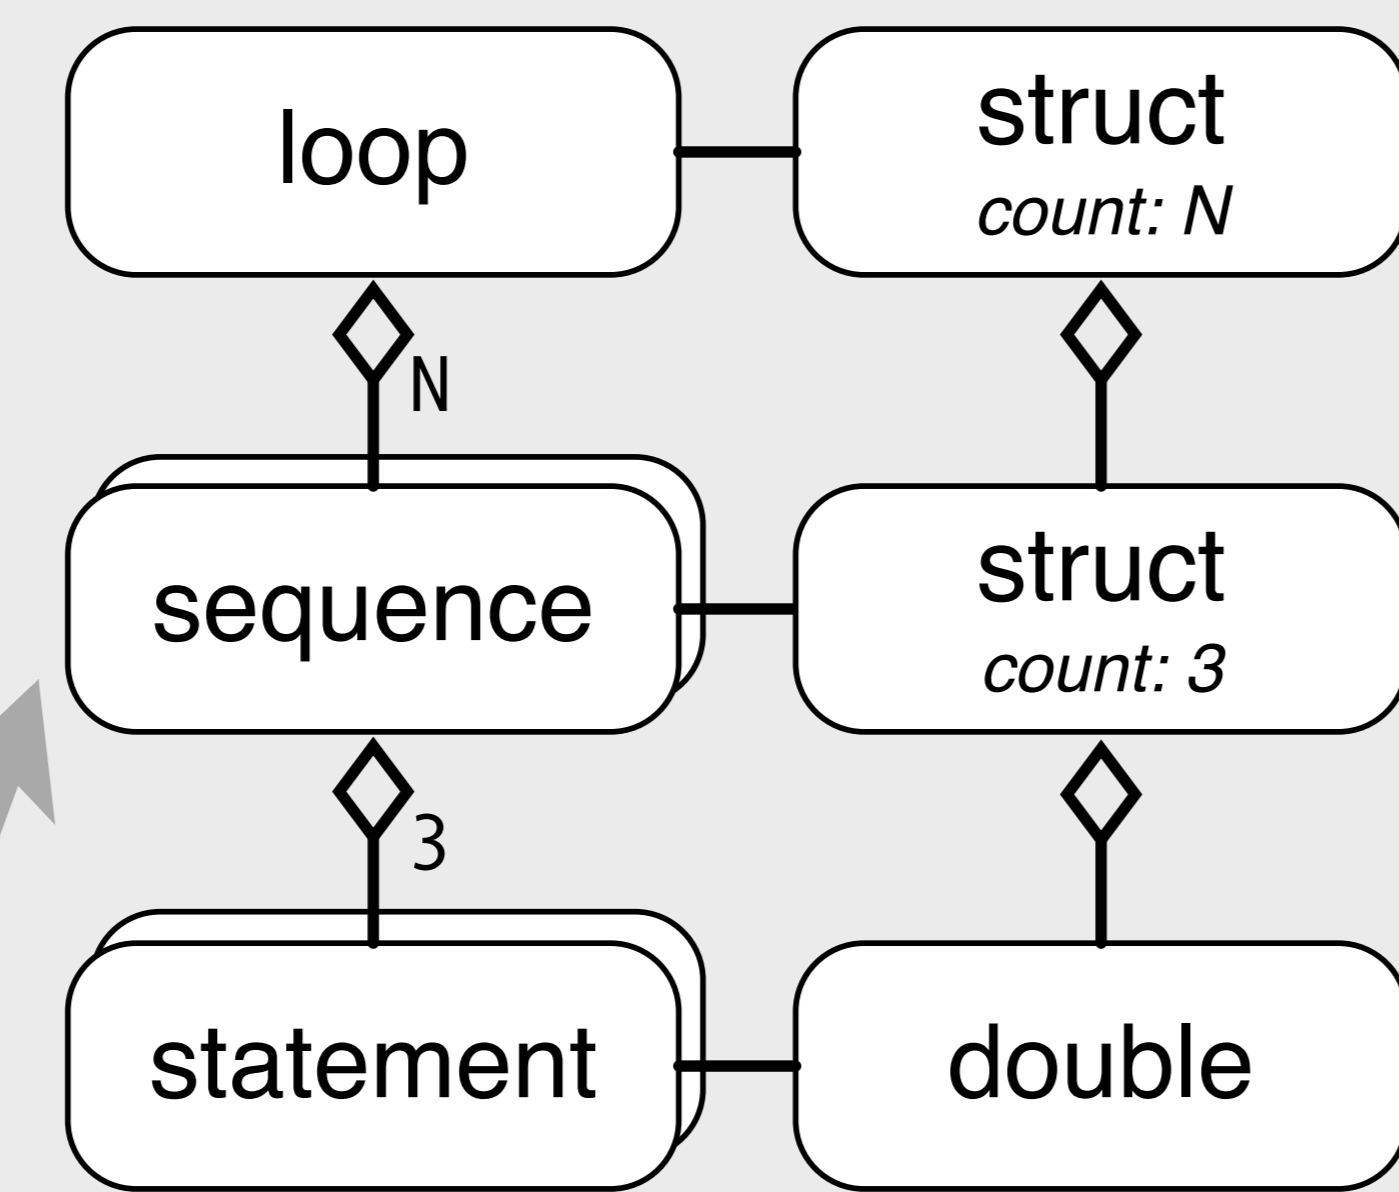 loop
struct
count: N
N
sequence
struct
count: 3
3
statement
double